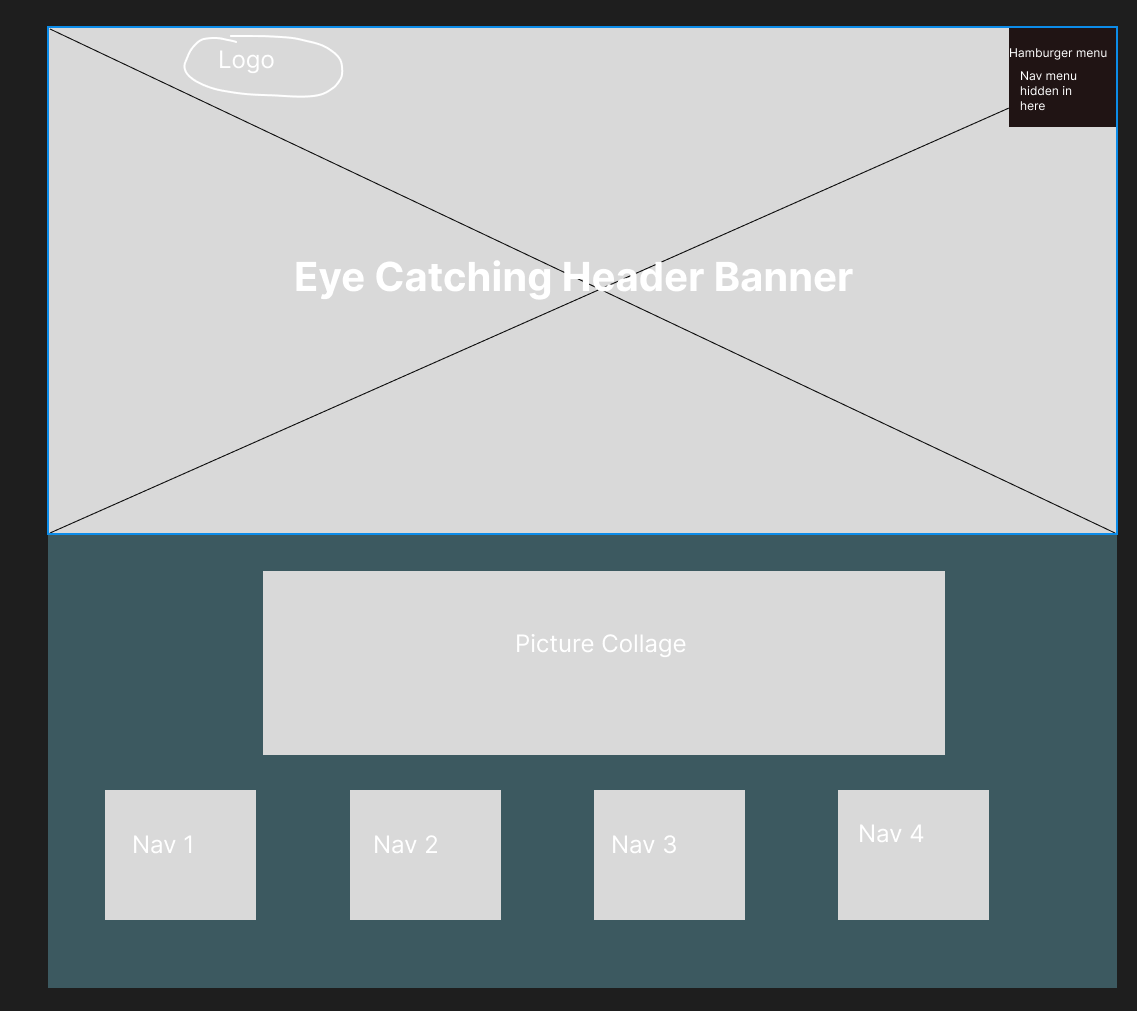 Logo
Hamburger menu
Nav menu
hidden in
here
Eye Catching Header Banner
Picture Collage
Nav 1
Nav 2
Nav 3
Nav 4